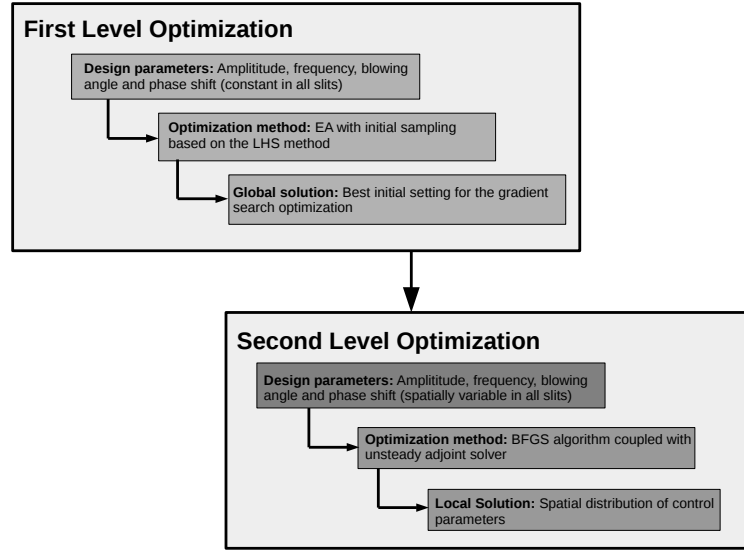 First Level Optimization
Design parameters: Amplititude, frequency, blowing
angle and phase shift (constant in all slits)
Optimization method: EA with initial sampling
based on the LHS method
Global solution: Best initial setting for the gradient
search optimization
Second Level Optimization
Design parameters: Amplititude, frequency, blowing
angle and phase shift (spatially variable in all slits)
Optimization method: BFGS algorithm coupled with
unsteady adjoint solver
Local Solution: Spatial distribution of control
parameters